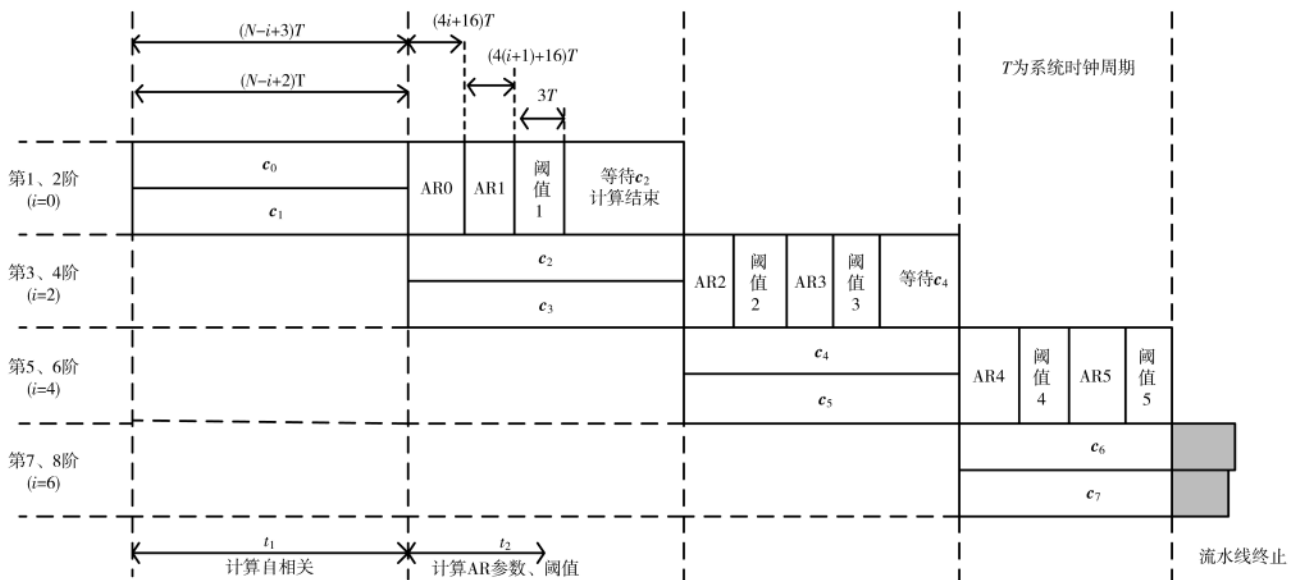 (N−i+3)T
(4i+16)T
(4(i+1)+16)T
T为系统时钟周期
(N−i+2)T
3T
第1、2阶
(i=0)
c₀
c₁
AR0
AR1
阈
值
1
等待c₂
计算结束
第3、4阶
(i=2)
c₂
c₃
AR2
阈
值
2
AR3
阈
值
3
等待c₄
第5、6阶
(i=4)
c₄
c₅
AR4
阈
值
4
AR5
阈
值
5
第7、8阶
(i=6)
c₆
c₇
t₁
计算自相关
t₂
计算AR参数、阈值
流水线终止